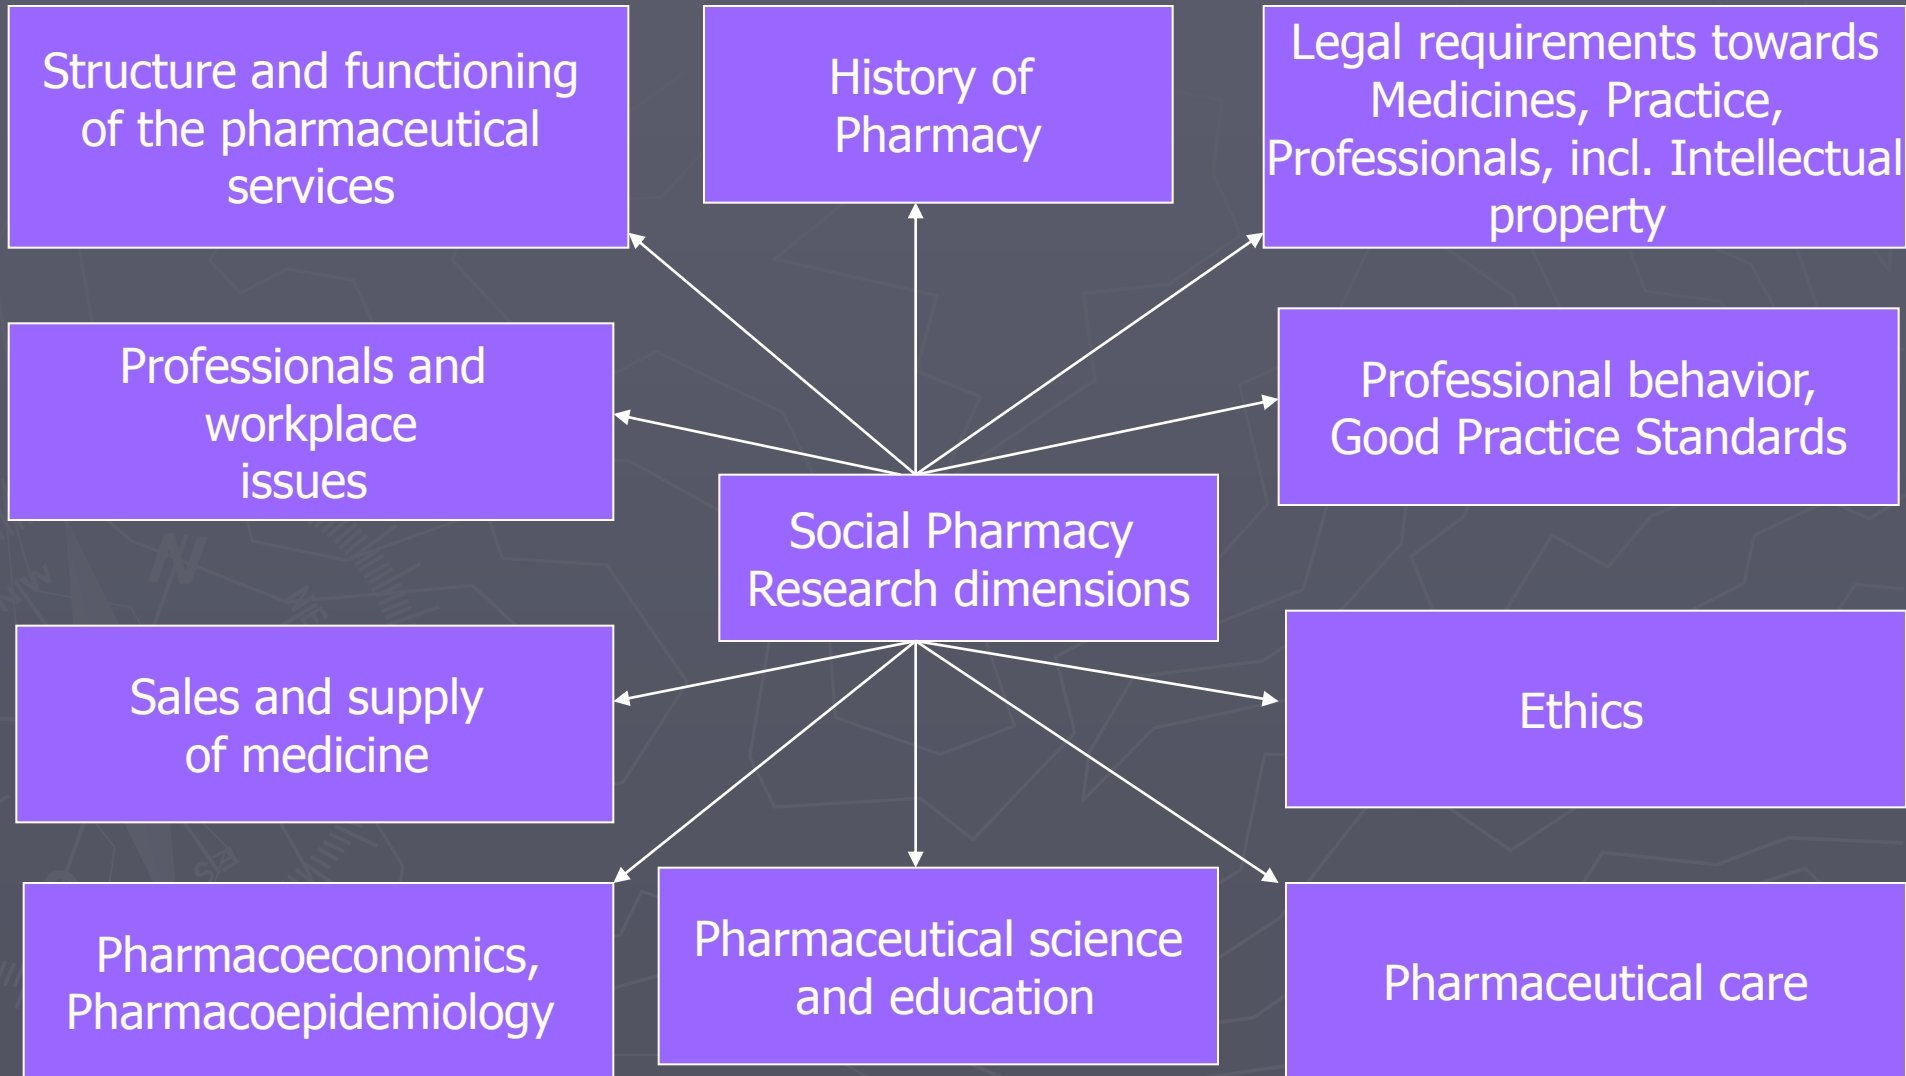 Structure and functioning
of the pharmaceutical
services
History of
Pharmacy
Legal requirements towards
Medicines, Practice,
Professionals, incl. Intellectual
property
Professionals and
workplace
issues
Professional behavior,
Good Practice Standards
Social Pharmacy
Research dimensions
Sales and supply
of medicine
Ethics
Pharmacoeconomics,
Pharmacoepidemiology
Pharmaceutical science
and education
Pharmaceutical care
N
NE
NW